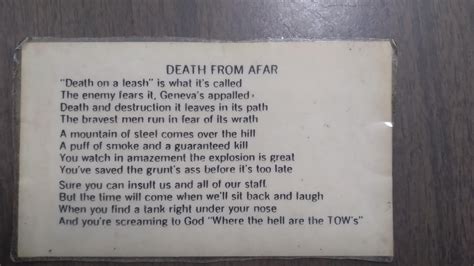 DEATH FROM AFAR
"Death on a leash" is what it's called
The enemy fears it, Geneva's appalled
Death and destruction it leaves in its path
The bravest men run in fear of its wrath
A mountain of steel comes over the hill
A puff of smoke and a guaranteed kill
You watch in amazement the explosion is great
You've saved the grunt's ass before it's too late
Sure you can insult us and all of our staff
But the time will come when we'll sit back and laugh
When you find a tank right under your nose
And you're screaming to God "Where the hell are the TOW's"